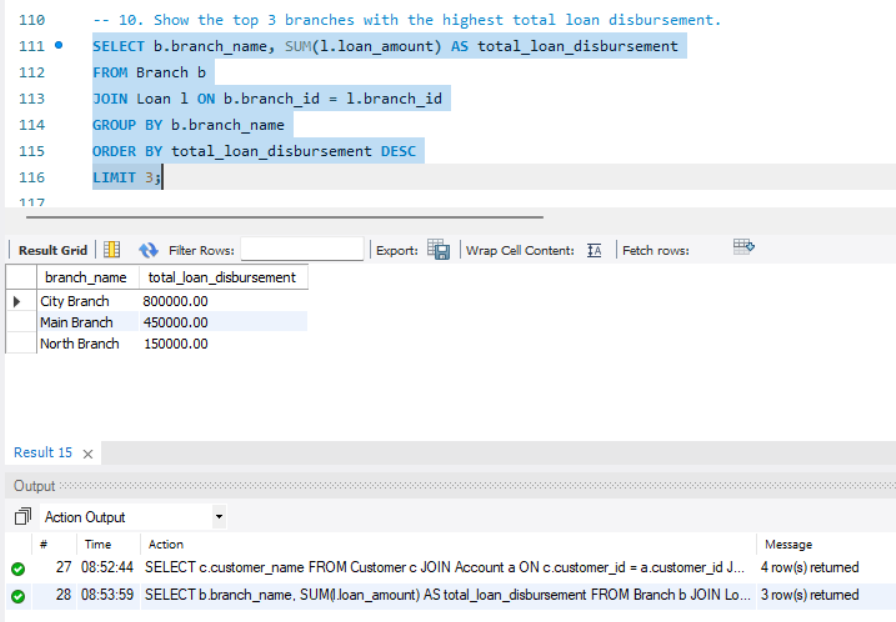 110 -- 10. Show the top 3 branches with the highest total loan disbursement.
111 SELECT b.branch_name, SUM(l.loan_amount) AS total_loan_disbursement
112 FROM Branch b
113 JOIN Loan l ON b.branch_id = l.branch_id
114 GROUP BY b.branch_name
115 ORDER BY total_loan_disbursement DESC
116 LIMIT 3;
117
Result Grid Filter Rows: Export: Wrap Cell Content: IA Fetch rows:
branch_name total_loan_disbursement
City Branch 800000.00
Main Branch 450000.00
North Branch 150000.00
Result 15 ×
Output
Action Output
# Time Action Message
27 08:52:44 SELECT c.customer_name FROM Customer c JOIN Account a ON c.customer_id = a.customer_id J... 4 row(s) returned
28 08:53:59 SELECT b.branch_name, SUM(l.loan_amount) AS total_loan_disbursement FROM Branch b JOIN Lo... 3 row(s) returned